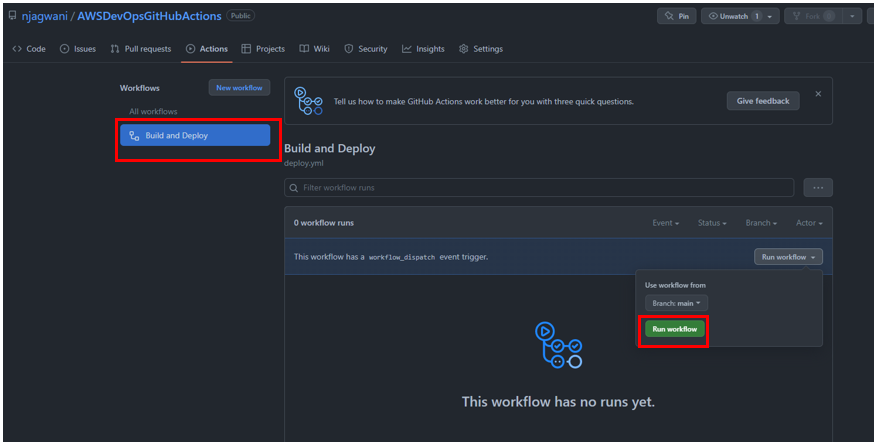 njagwani / AWSDevOpsGitHubActions Public
Pin Unwatch 1 Fork
Code Issues Pull requests Actions Projects Wiki Security Insights Settings
Workflows New workflow
All workflows
Build and Deploy
Tell us how to make GitHub Actions work better for you with three quick questions. Give feedback
Build and Deploy
deploy.yml
Filter workflow runs
0 workflow runs Event Status Branch Actor
This workflow has a workflow_dispatch event trigger. Run workflow
Use workflow from
Branch: main
Run workflow
This workflow has no runs yet.